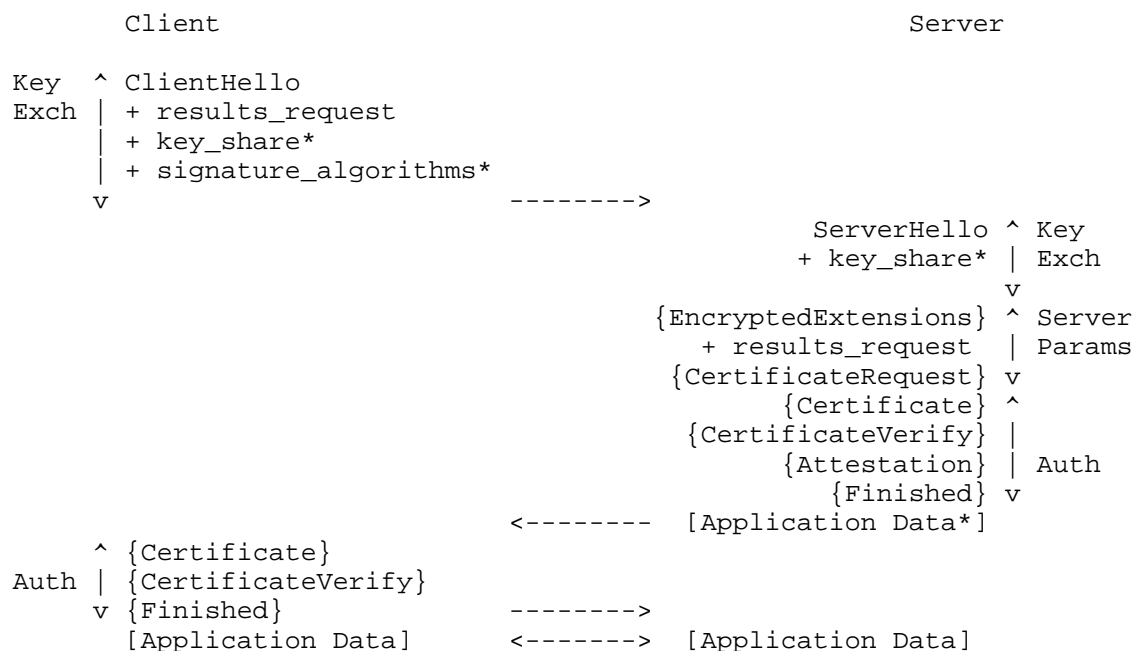 Client                                           Server

Key  ^ ClientHello
Exch | + results_request
     | + key_share*
     | + signature_algorithms*
     v                         -------->
                                                  ServerHello ^ Key
                                                 + key_share* | Exch
                                                              v
                                        {EncryptedExtensions} ^ Server
                                           + results_request  | Params
                                         {CertificateRequest} v
                                                {Certificate} ^
                                          {CertificateVerify} |
                                                {Attestation} | Auth
                                                   {Finished} v
                               <--------  [Application Data*]
     ^ {Certificate}
Auth | {CertificateVerify}
     v {Finished}              -------->
       [Application Data]      <------->  [Application Data]